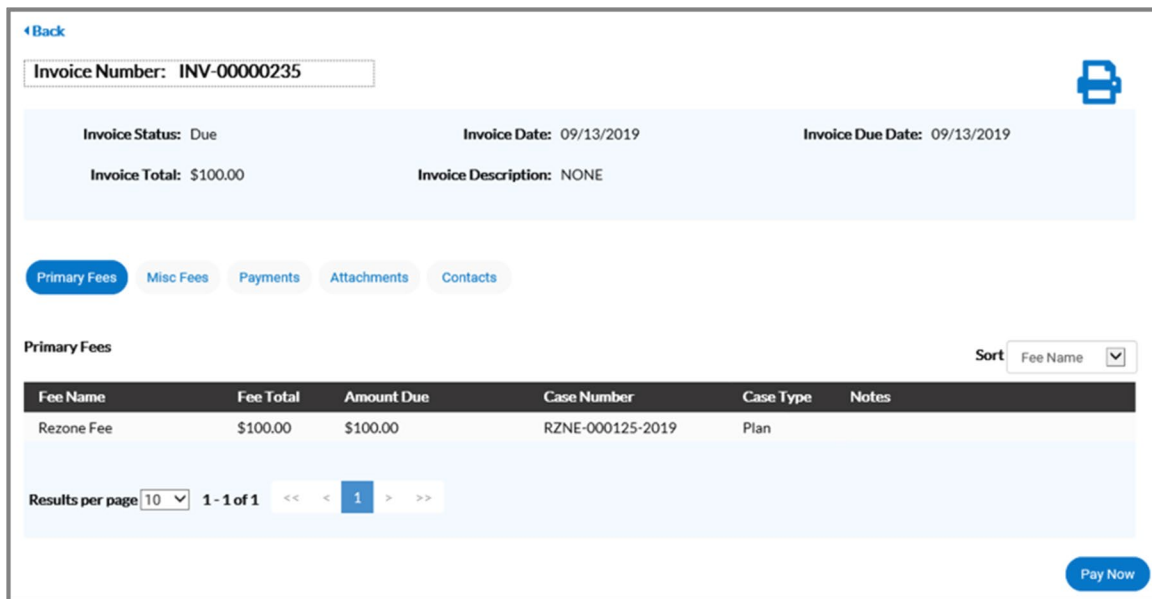 Back
Invoice Number: INV-00000235
Invoice Status: Due Invoice Date: 09/13/2019 Invoice Due Date: 09/13/2019
Invoice Total: $100.00 Invoice Description: NONE
Primary Fees Misc Fees Payments Attachments Contacts
Primary Fees
Sort Fee Name
Fee Name Fee Total Amount Due Case Number Case Type Notes
Rezone Fee $100.00 $100.00 RZNE-000125-2019 Plan
Results per page 10 1 - 1 of 1 << < 1 > >>
Pay Now